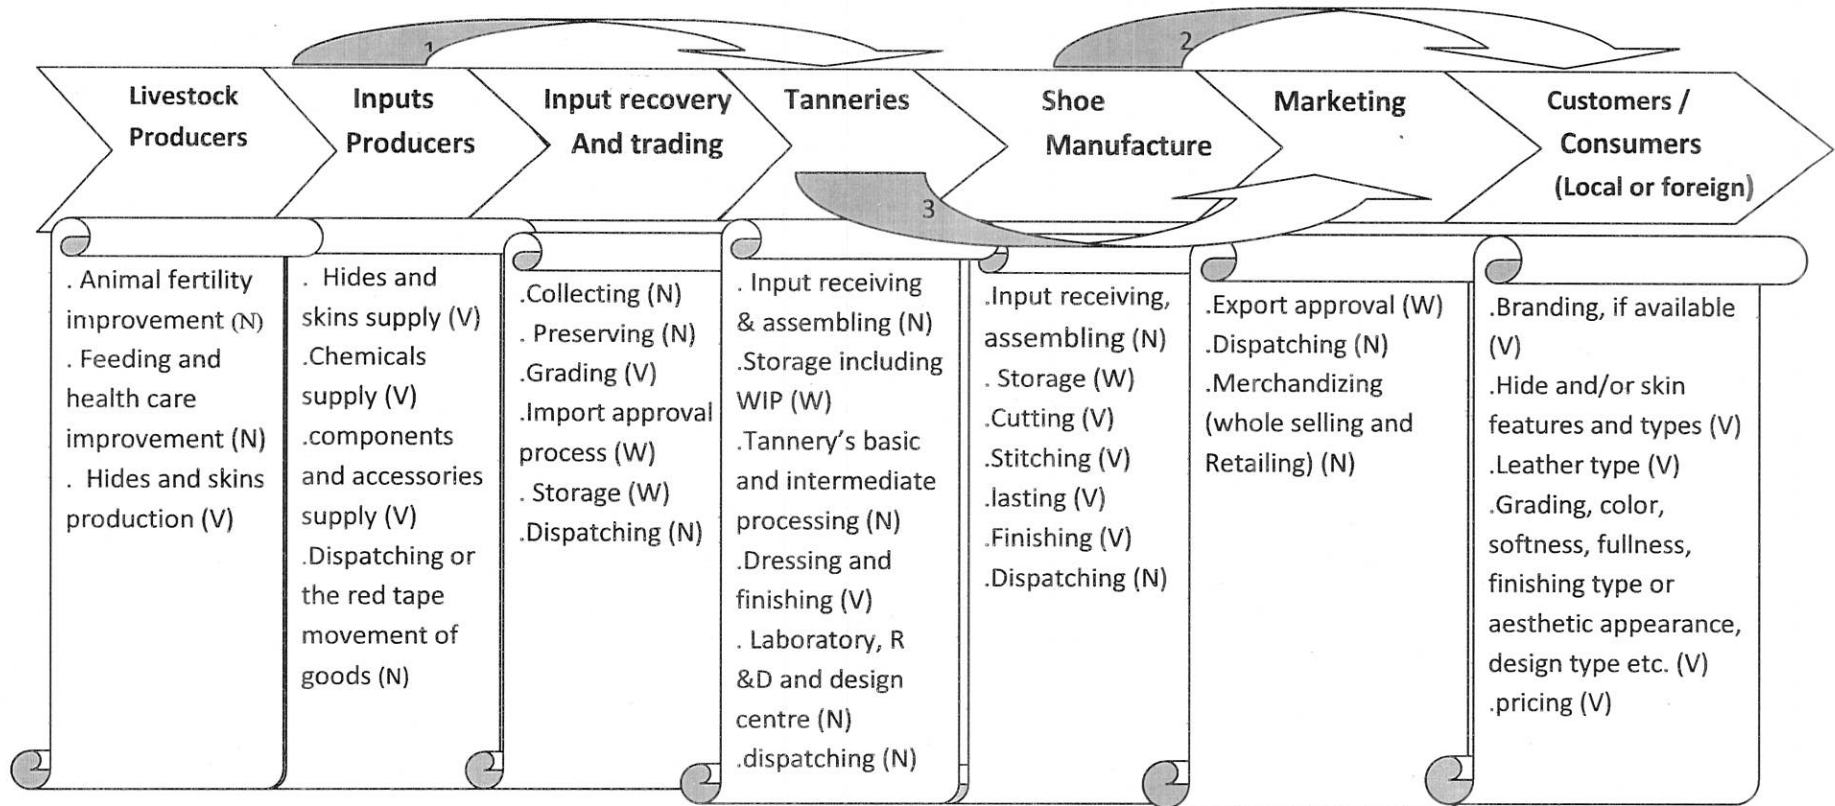 1
2
Livestock
Producers
Inputs
Producers
Input recovery
And trading
Tanneries
Shoe
Manufacture
Marketing
Customers /
Consumers
(Local or foreign)
3
. Animal fertility
improvement (N)
. Feeding and
health care
improvement (N)
. Hides and skins
production (V)
. Hides and
skins supply (V)
.Chemicals
supply (V)
.components
and accessories
supply (V)
.Dispatching or
the red tape
movement of
goods (N)
.Collecting (N)
. Preserving (N)
.Grading (V)
.Import approval
process (W)
. Storage (W)
.Dispatching (N)
. Input receiving
& assembling (N)
.Storage including
WIP (W)
.Tannery's basic
and intermediate
processing (N)
.Dressing and
finishing (V)
. Laboratory, R
&D and design
centre (N)
.dispatching (N)
.Input receiving,
assembling (N)
. Storage (W)
.Cutting (V)
.Stitching (V)
.lasting (V)
.Finishing (V)
.Dispatching (N)
.Export approval (W)
.Dispatching (N)
.Merchandizing
(whole selling and
Retailing) (N)
.Branding, if available
(V)
.Hide and/or skin
features and types (V)
.Leather type (V)
.Grading, color,
softness, fullness,
finishing type or
aesthetic appearance,
design type etc. (V)
.pricing (V)